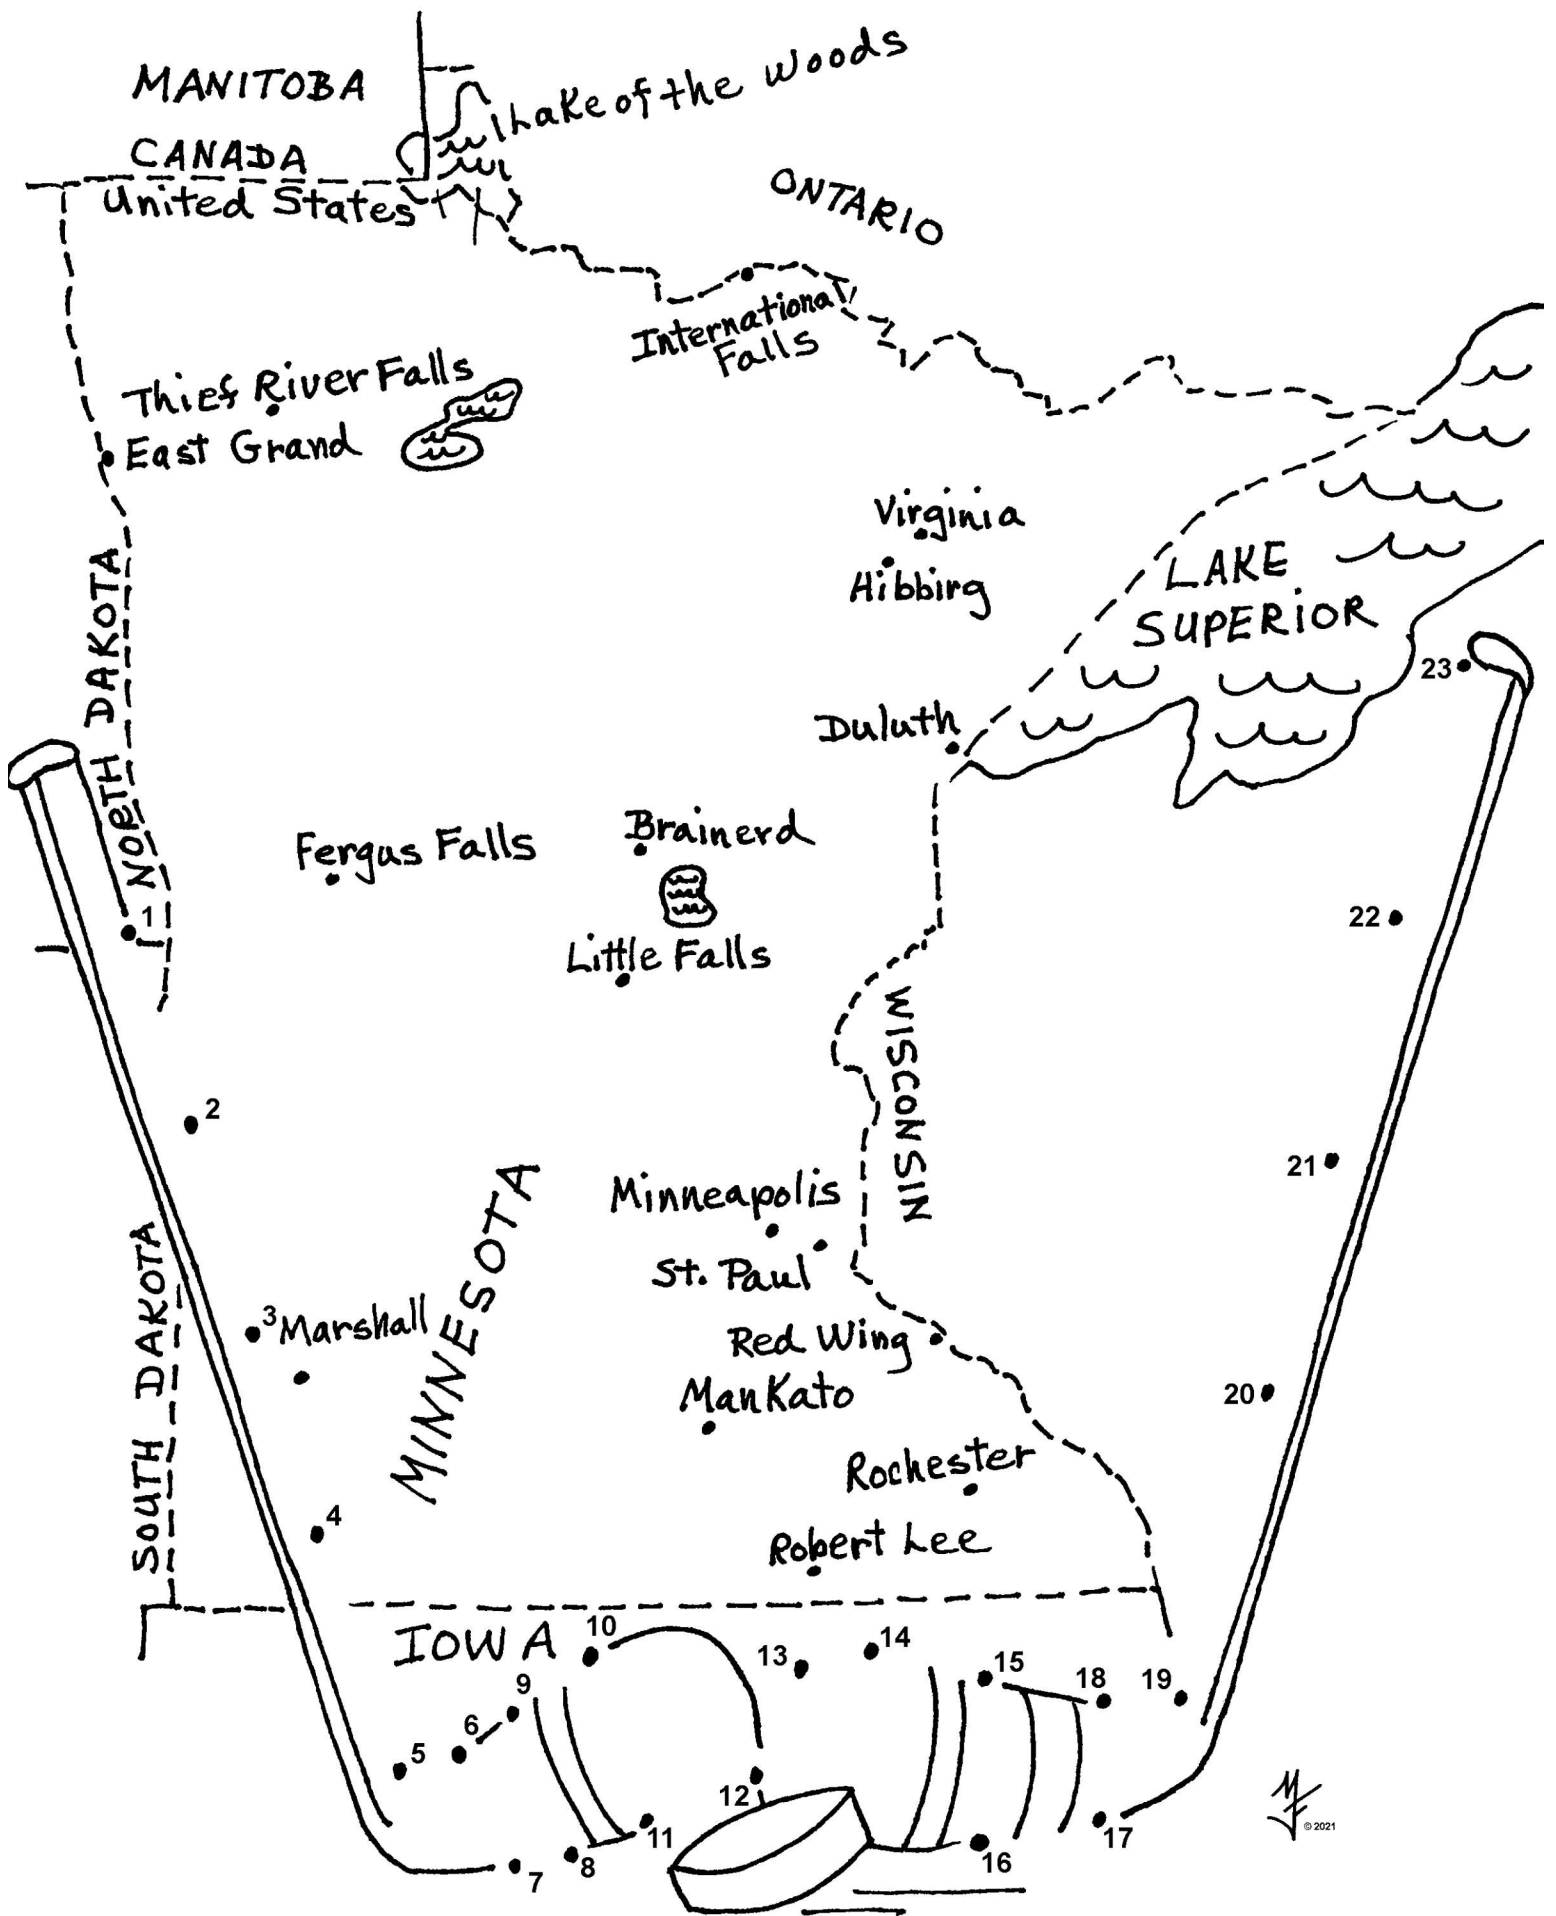 MANITOBA
Lake of the Woods
CANADA
United States
ONTARIO
International
Falls
Thief River Falls
East Grand
Virginia
Hibbirg
LAKE
SUPERIOR
NORTH DAKOTA
23
Duluth
Brainerd
Fergus Falls
1
22
Little Falls
WISCONSIN
2
21
Minneapolis
St. Paul
MINNESOTA
SOUTH DAKOTA
3
Marshall
Red Wing
ManKato
20
Rochester
4
Robert Lee
IOWA
10
13
14
15
18
19
9
6
5
12
11
8
7
16
17
© 2021